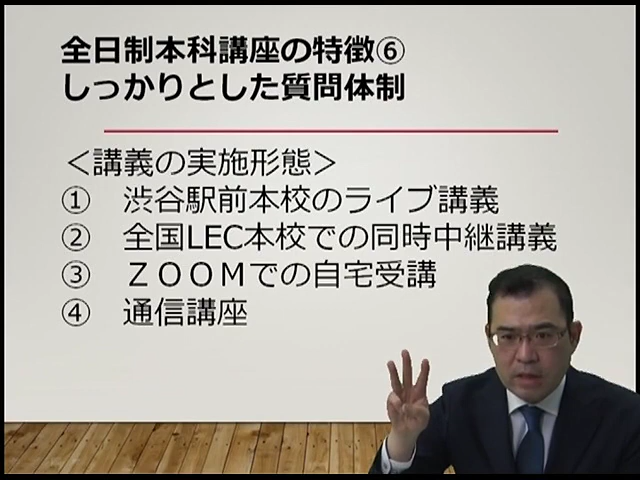 全日制本科講座の特徴⑥
しっかりとした質問体制
＜講義の実施形態＞
①　渋谷駅前本校のライブ講義
②　全国LEC本校での同時中継講義
③　ＺＯＯＭでの自宅受講
④　通信講座